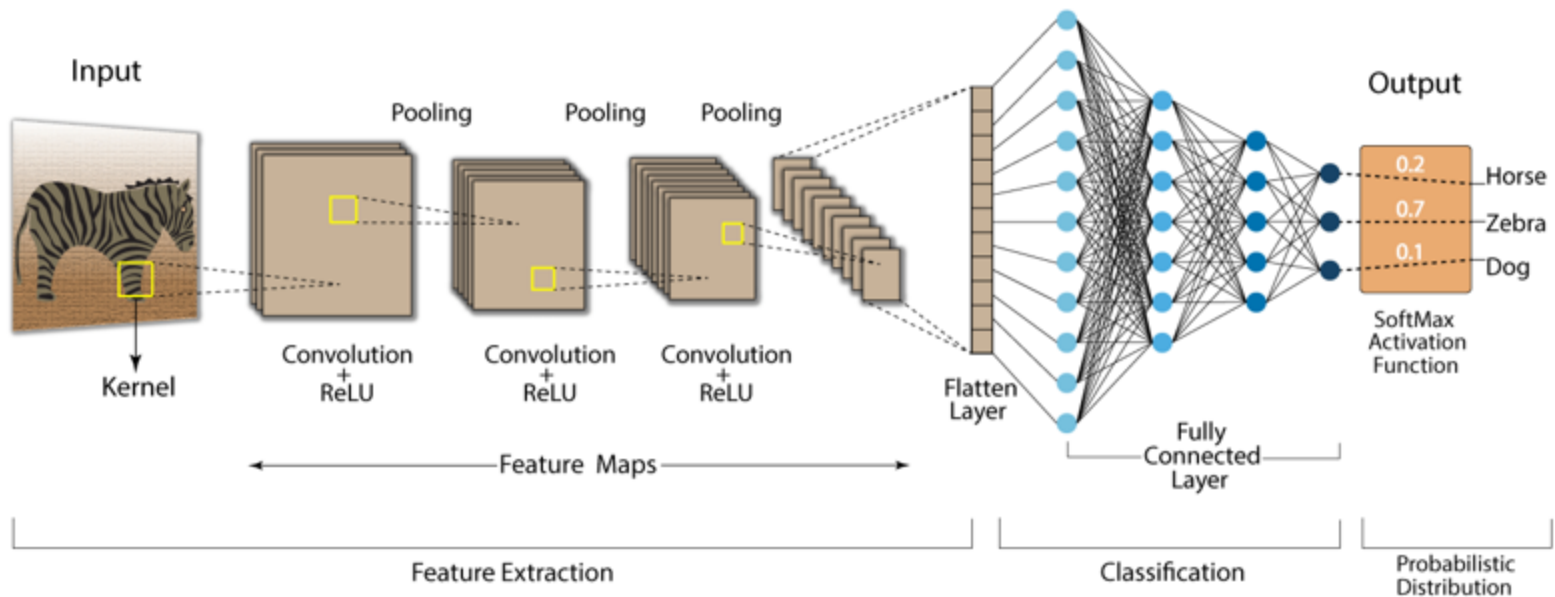 Input
Kernel
Pooling
Pooling
Pooling
Convolution
+
ReLU
Convolution
+
ReLU
Convolution
+
ReLU
Feature Maps
Flatten
Layer
Fully
Connected
Layer
Output
0.2
Horse
0.7
Zebra
0.1
Dog
SoftMax
Activation
Function
Feature Extraction
Classification
Probabilistic
Distribution